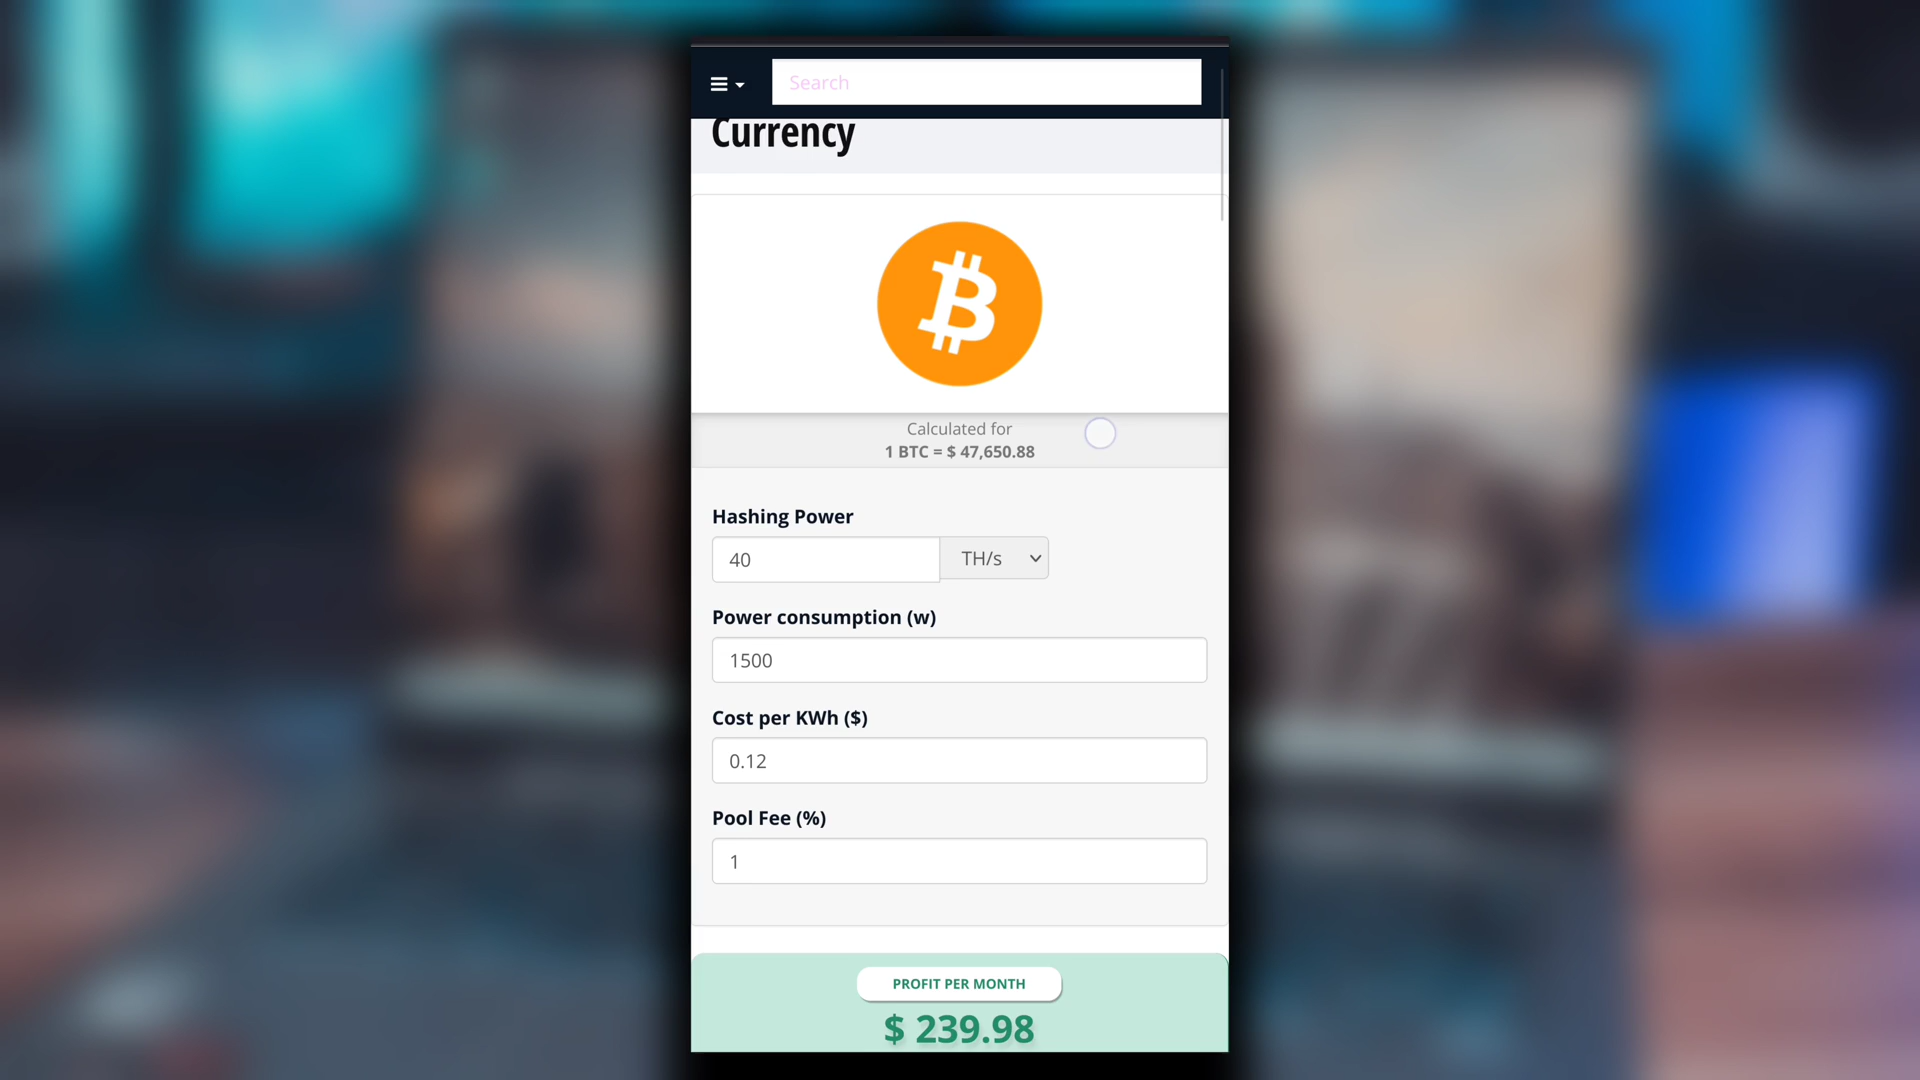 Search
Currency
Calculated for
1 BTC = $ 47,650.88
Hashing Power
40 TH/s
Power consumption (w)
1500
Cost per KWh ($)
0.12
Pool Fee (%)
1
PROFIT PER MONTH
$ 239.98